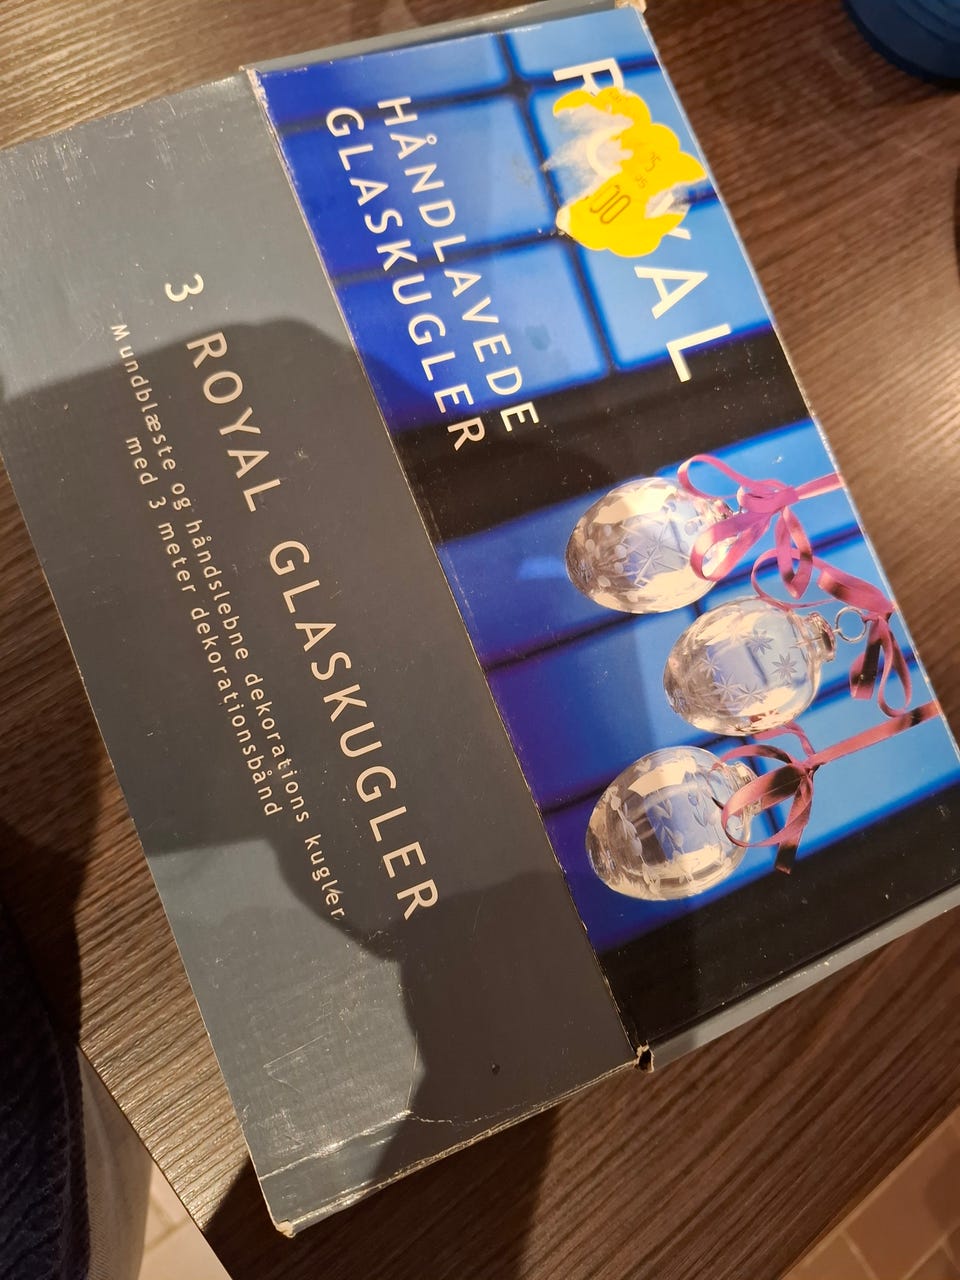 ROYAL
HÅNDLAVEDE
GLASKUGLER
3 ROYAL GLASKUGLER
Mundblæste og håndslebne dekorations kugler
med 3 meter dekorationsbånd